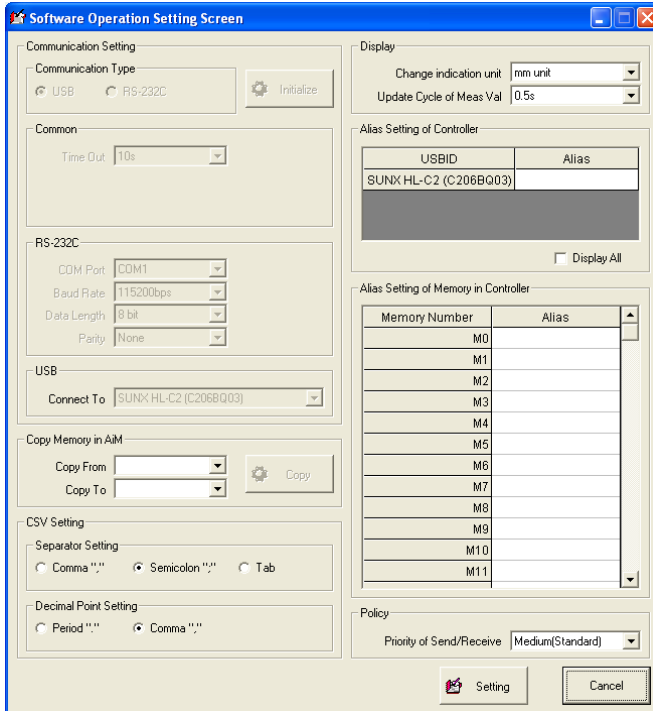 Software Operation Setting Screen
Communication Setting
Communication Type
USB RS-232C
Initialize
Common
Time Out 10s
RS-232C
COM Port COM1
Baud Rate 115200bps
Data Length 8 bit
Parity None
USB
Connect To SUNX HL-C2 (C206BQ03)
Copy Memory in AiM
Copy From
Copy To
Copy
CSV Setting
Separator Setting
Comma "," Semicolon ";" Tab
Decimal Point Setting
Period "." Comma ","
Display
Change indication unit mm unit
Update Cycle of Meas Val 0.5s
Alias Setting of Controller
USBID Alias
SUNX HL-C2 (C206BQ03)
Display All
Alias Setting of Memory in Controller
Memory Number Alias
M0
M1
M2
M3
M4
M5
M6
M7
M8
M9
M10
M11
Policy
Priority of Send/Receive Medium(Standard)
Setting Cancel